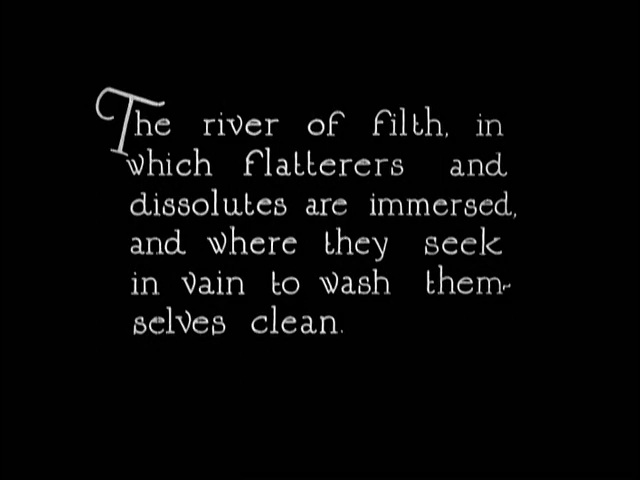 The river of filth, in
which flatterers and
dissolutes are immersed,
and where they seek
in vain to wash them-
selves clean.